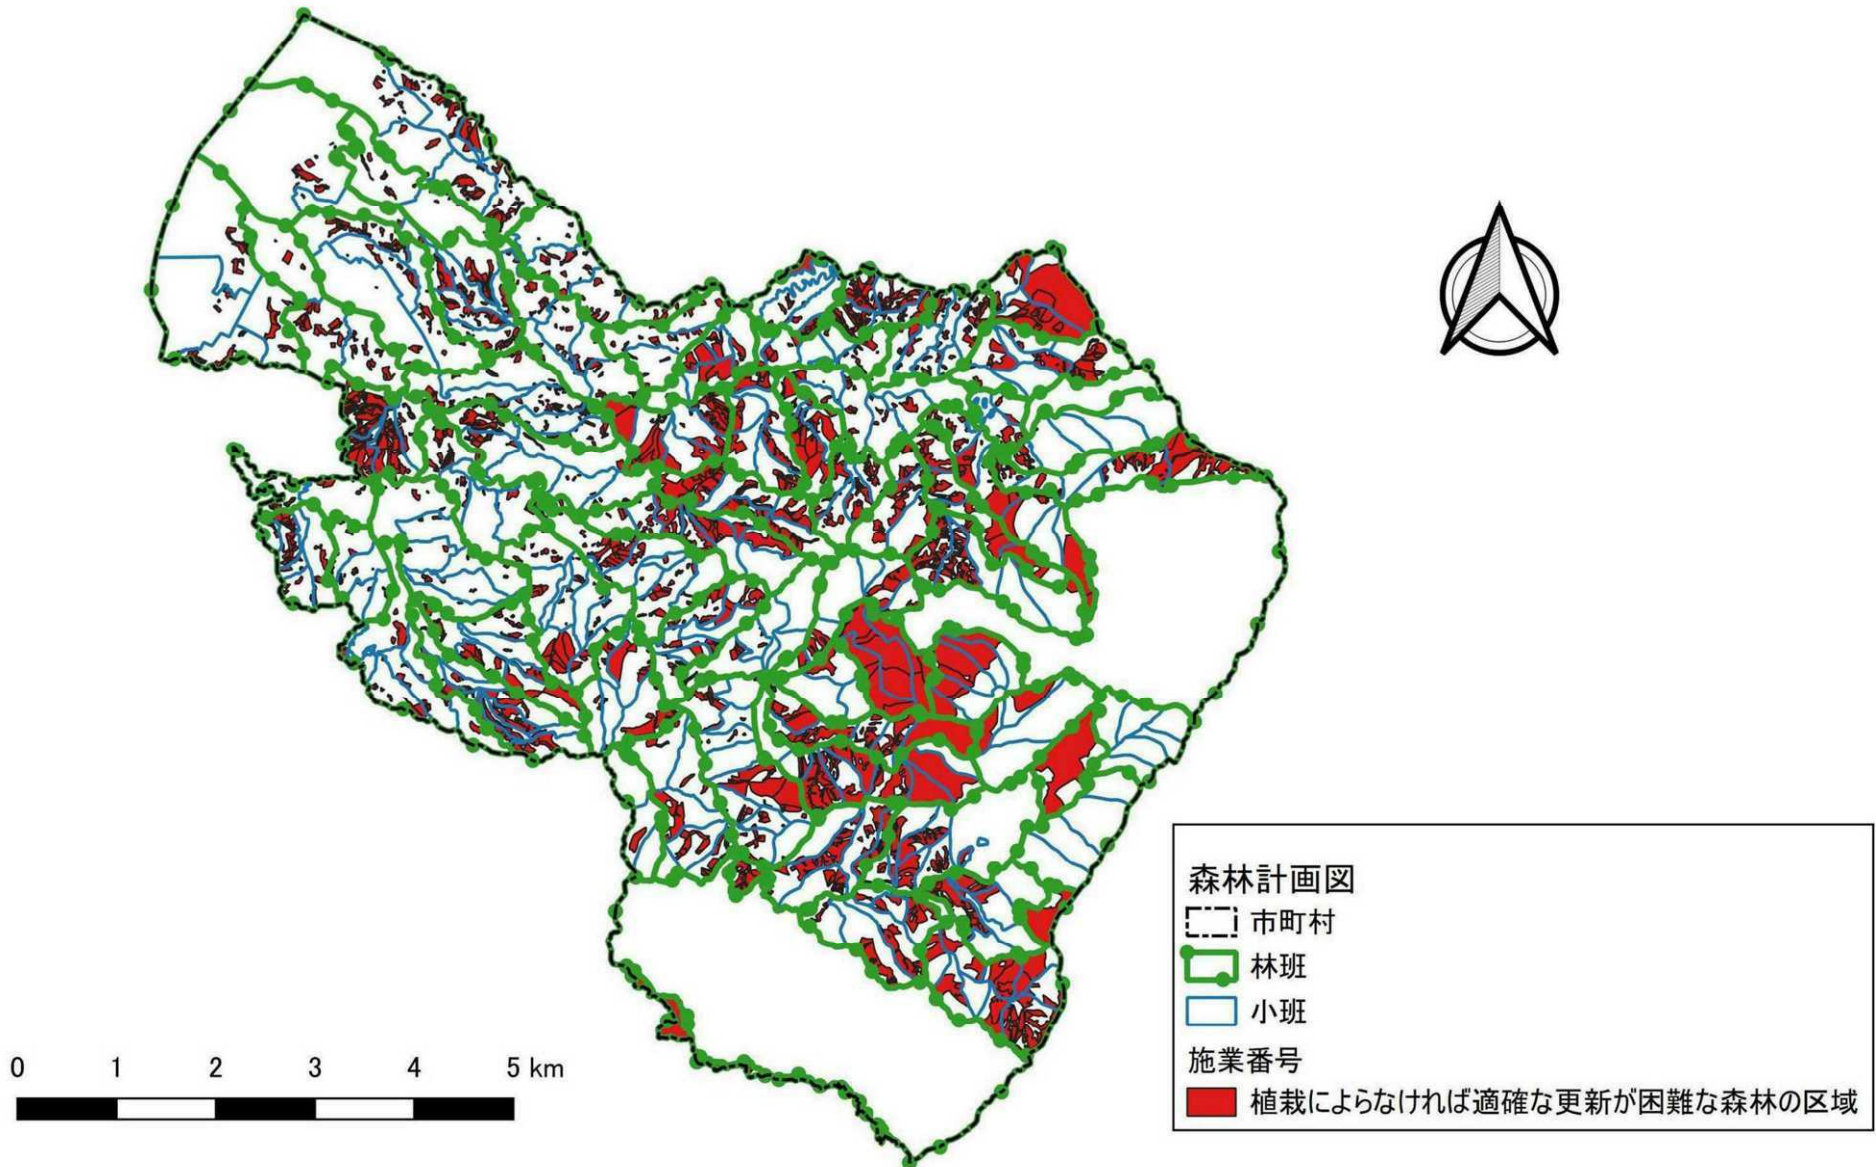 森林計画図
市町村
林班
小班
施業番号
植栽によらなければ適確な更新が困難な森林の区域
0 1 2 3 4 5 km